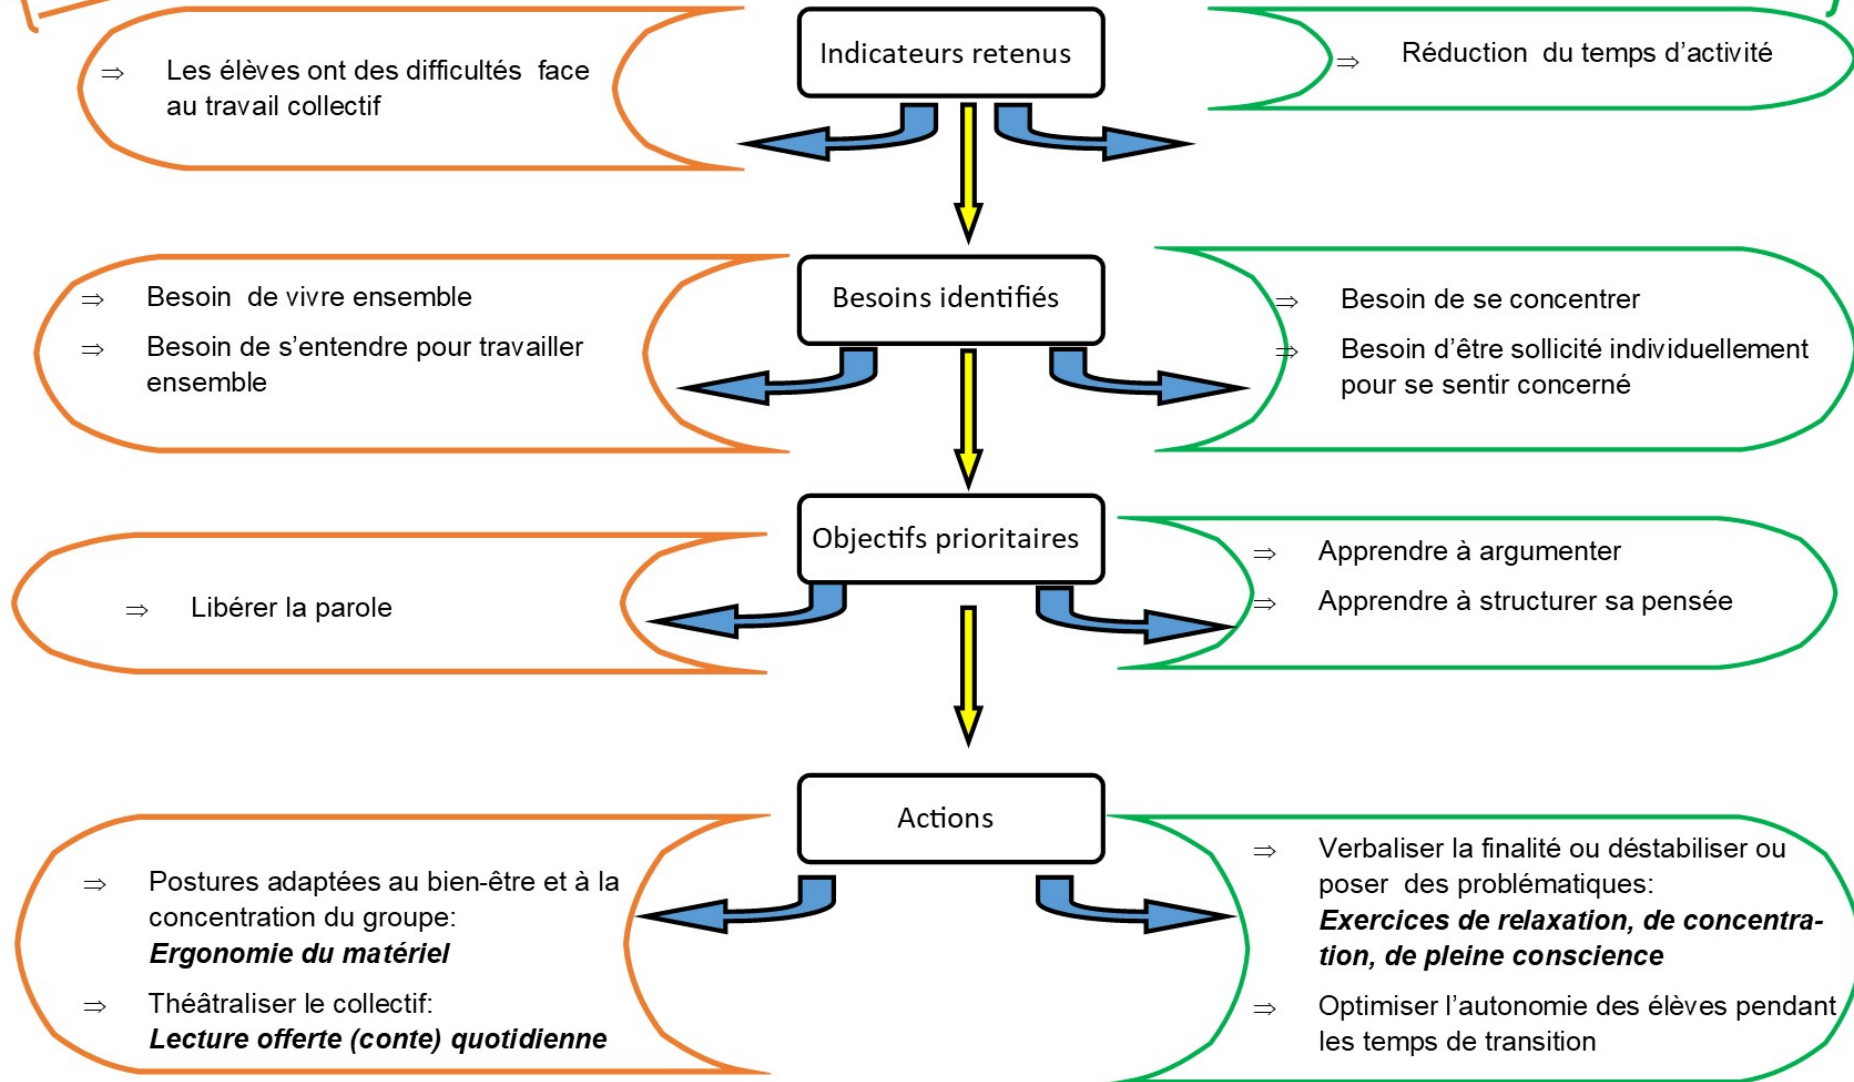 Indicateurs retenus
⇒ Les élèves ont des difficultés face
au travail collectif
⇒ Réduction du temps d’activité
Besoins identifiés
⇒ Besoin de vivre ensemble
⇒ Besoin de s’entendre pour travailler
ensemble
⇒ Besoin de se concentrer
⇒ Besoin d’être sollicité individuellement
pour se sentir concerné
Objectifs prioritaires
⇒ Libérer la parole
⇒ Apprendre à argumenter
⇒ Apprendre à structurer sa pensée
Actions
⇒ Postures adaptées au bien-être et à la
concentration du groupe:
Ergonomie du matériel
⇒ Théâtraliser le collectif:
Lecture offerte (conte) quotidienne
⇒ Verbaliser la finalité ou déstabiliser ou
poser des problématiques:
Exercices de relaxation, de concentra-
tion, de pleine conscience
⇒ Optimiser l’autonomie des élèves pendant
les temps de transition